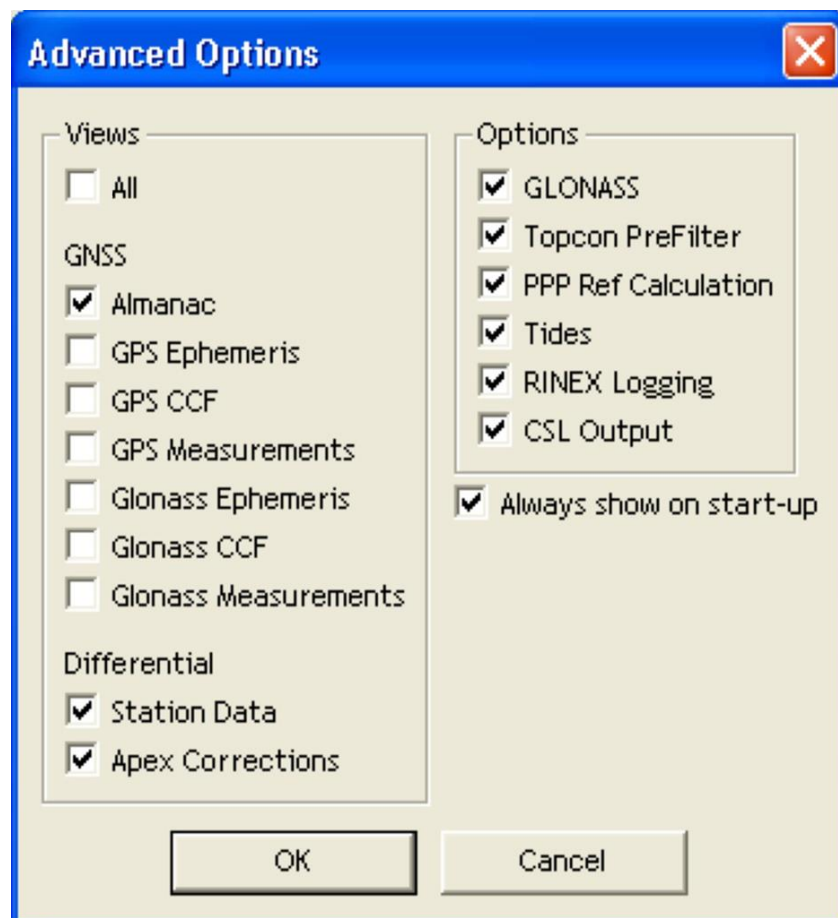 Advanced Options
Views
All
GNSS
Almanac
GPS Ephemeris
GPS CCF
GPS Measurements
Glonass Ephemeris
Glonass CCF
Glonass Measurements
Differential
Station Data
Apex Corrections
Options
GLONASS
Topcon PreFilter
PPP Ref Calculation
Tides
RINEX Logging
CSL Output
Always show on start-up
OK
Cancel